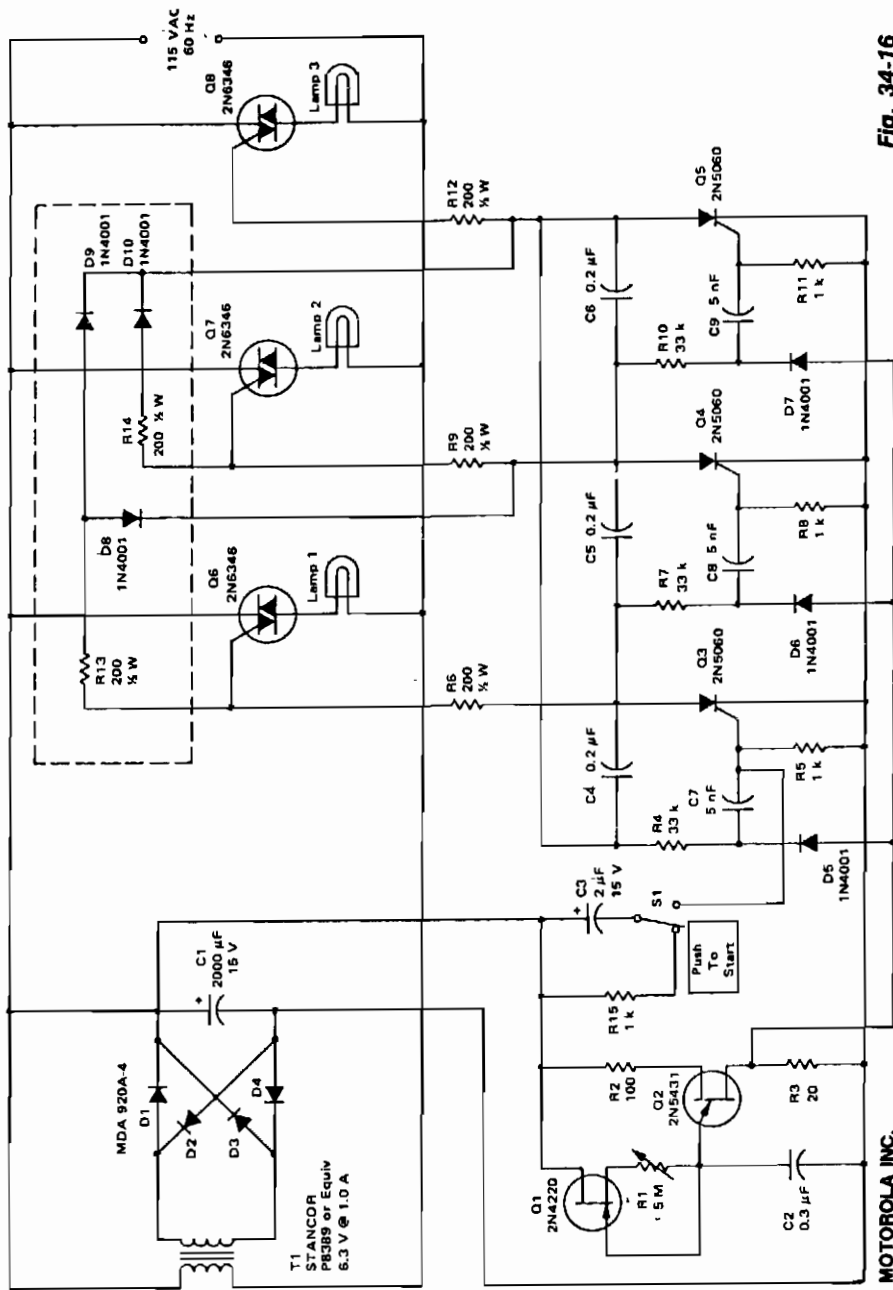 115 VAC
60 Hz
Q8
2N6346
Lamp 3
D9
1N4001
D10
1N4001
R14
200 ½ W
Q7
2N6346
Lamp 2
D8
1N4001
Q6
2N6346
Lamp 1
R13
200
½ W
R12
200
½ W
R9
200
½ W
R6
200
½ W
MDA 920A-4
D1
D2
D3
D4
+
C1
2000 µF
15 V
T1
STANCOR
P8389 or Equiv
6.3 V @ 1.0 A
C6 0.2 µF
C5 0.2 µF
C4 0.2 µF
Q5
2N5060
Q4
2N5060
Q3
2N5060
R10
33 k
R7
33 k
R4
33 k
C9 5 nF
C8 5 nF
C7
5 nF
R11
1 k
R8
1 k
R5
1 k
D7
1N4001
D6
1N4001
D5
1N4001
+
C3
2 µF
15 V
S1
Push
To
Start
R15
1 k
R2
100
Q2
2N5431
R3
20
Q1
2N4220
R1
5 M
C2
0.3 µF
MOTOROLA INC.
Fig. 34-16